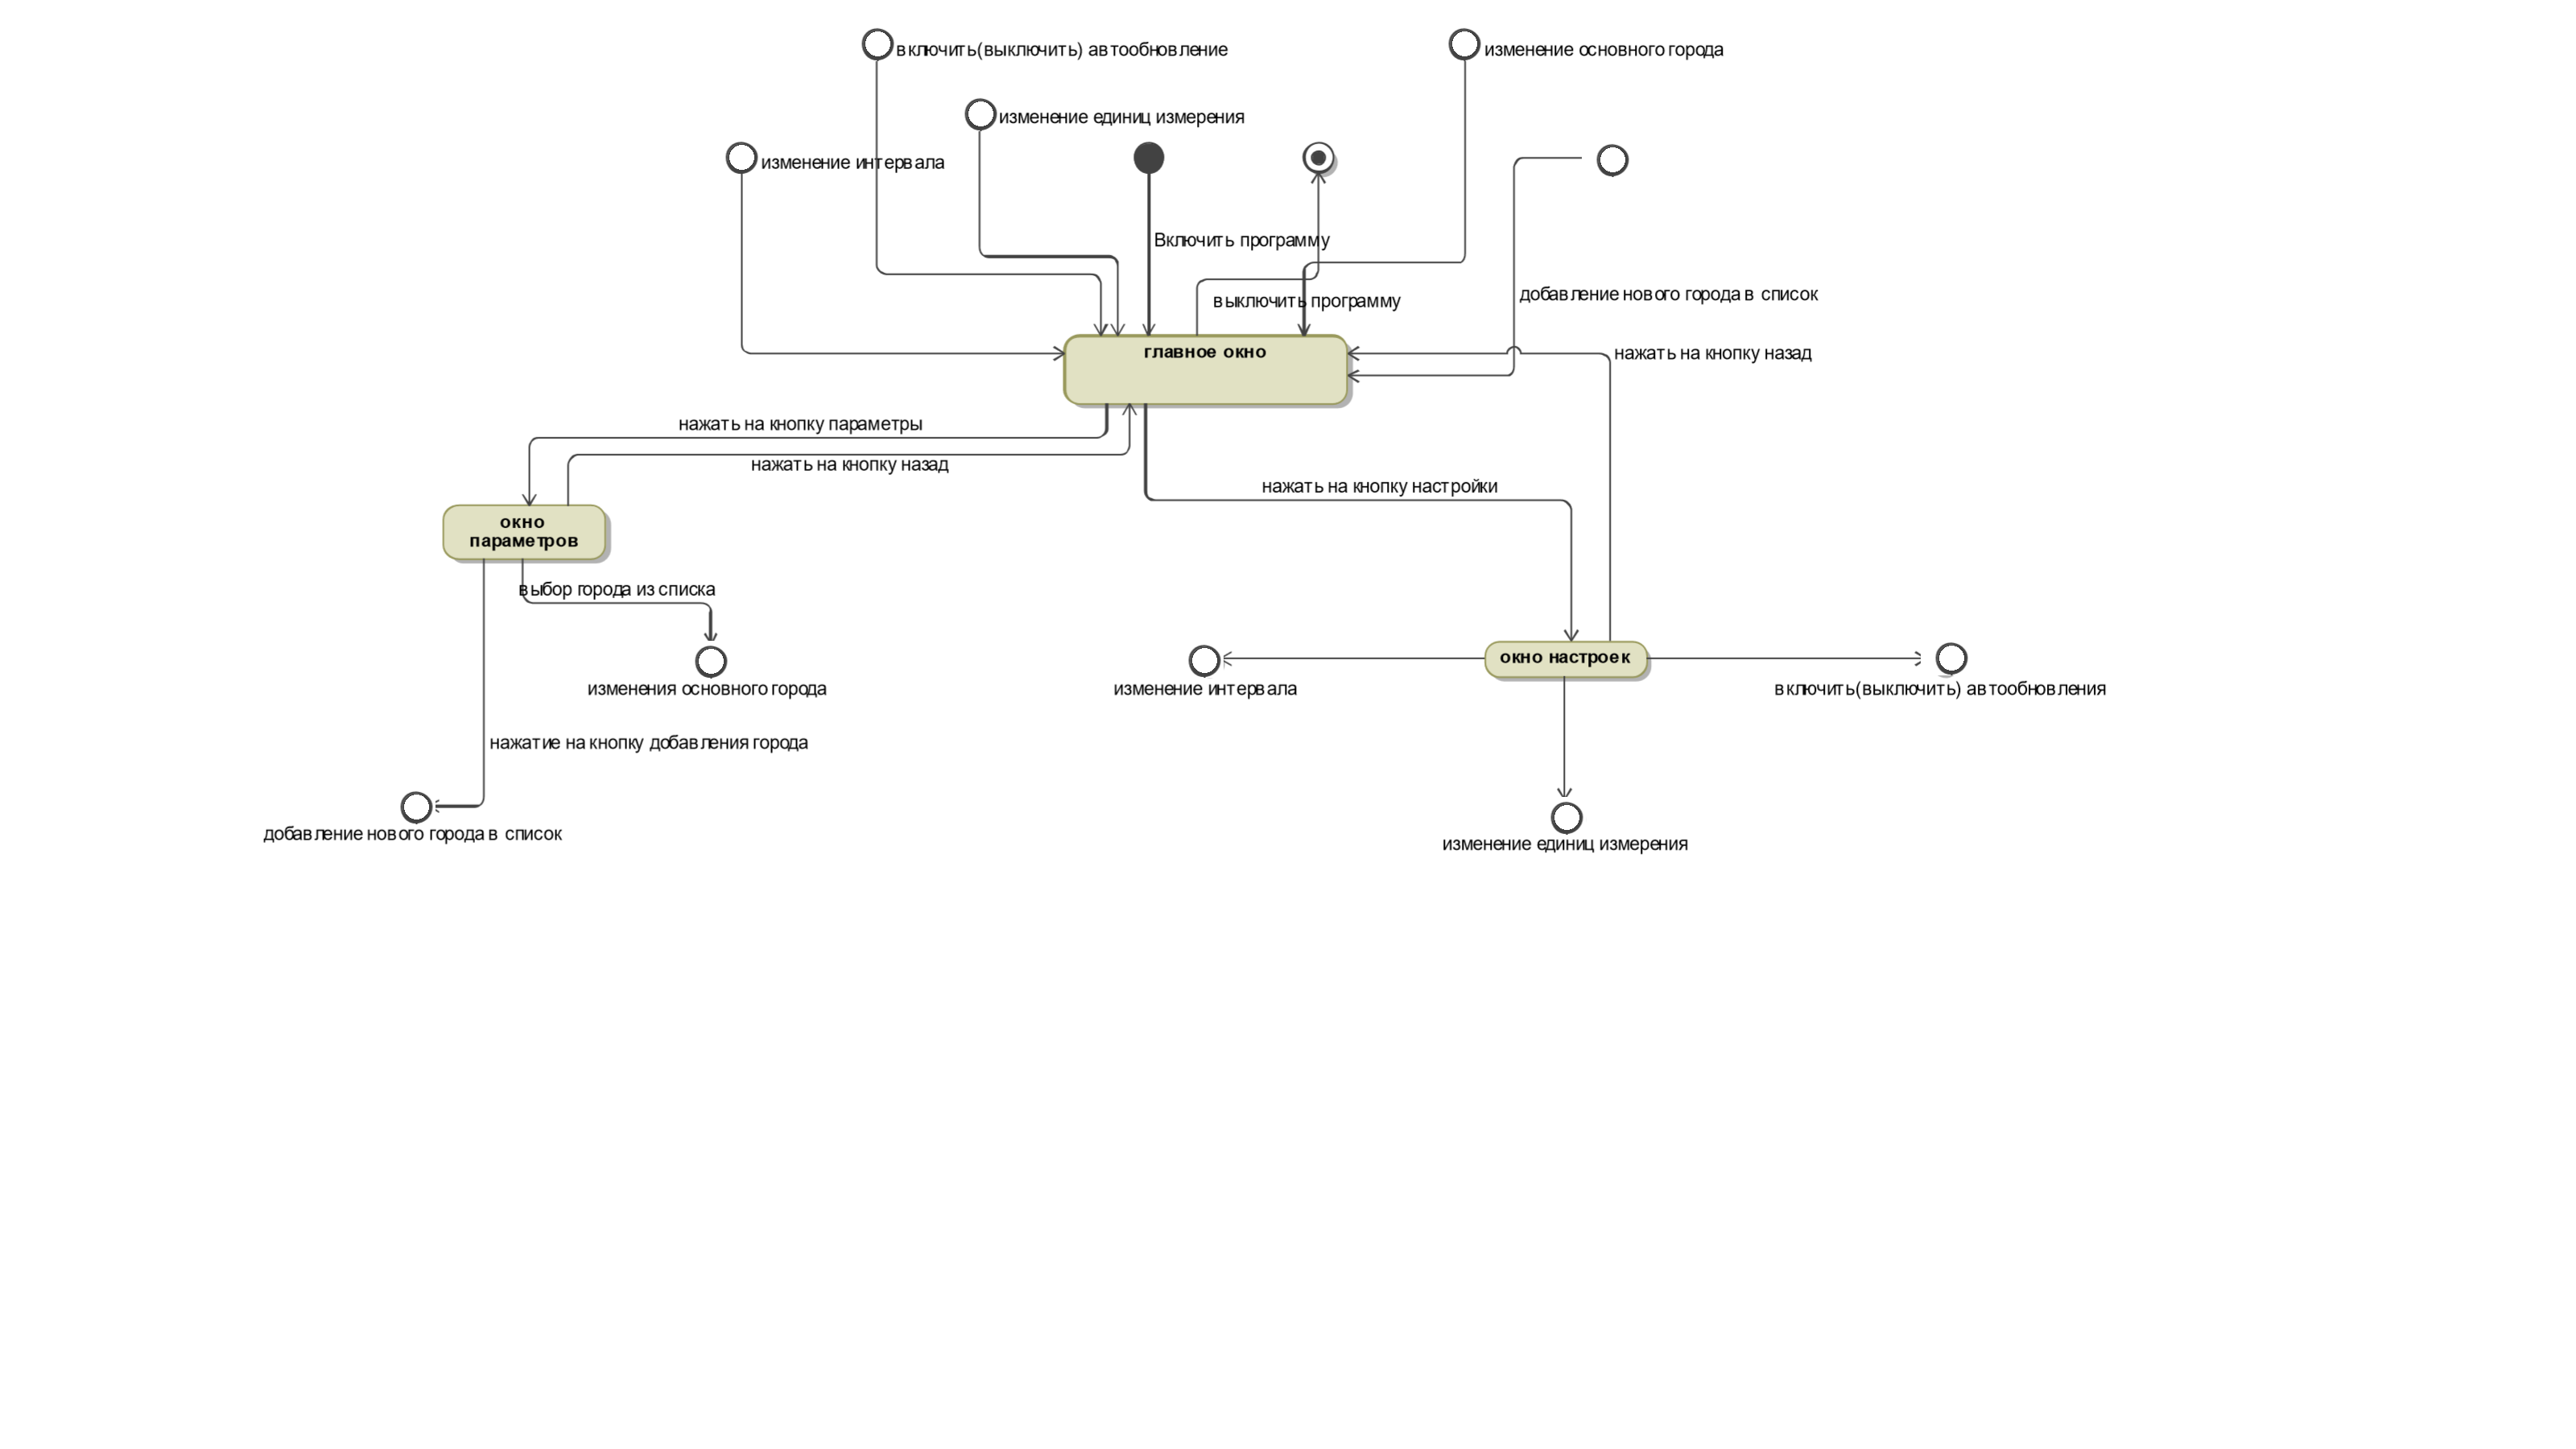 включить(выключить) автообновление
изменение основного города
изменение единиц измерения
изменение интервала
Включить программу
выключить программу
добавление нового города в список
главное окно
нажать на кнопку назад
нажать на кнопку параметры
нажать на кнопку назад
нажать на кнопку настройки
окно
параметров
выбор города из списка
окно настроек
изменения основного города
изменение интервала
включить(выключить) автообновления
нажатие на кнопку добавления города
добавление нового города в список
изменение единиц измерения